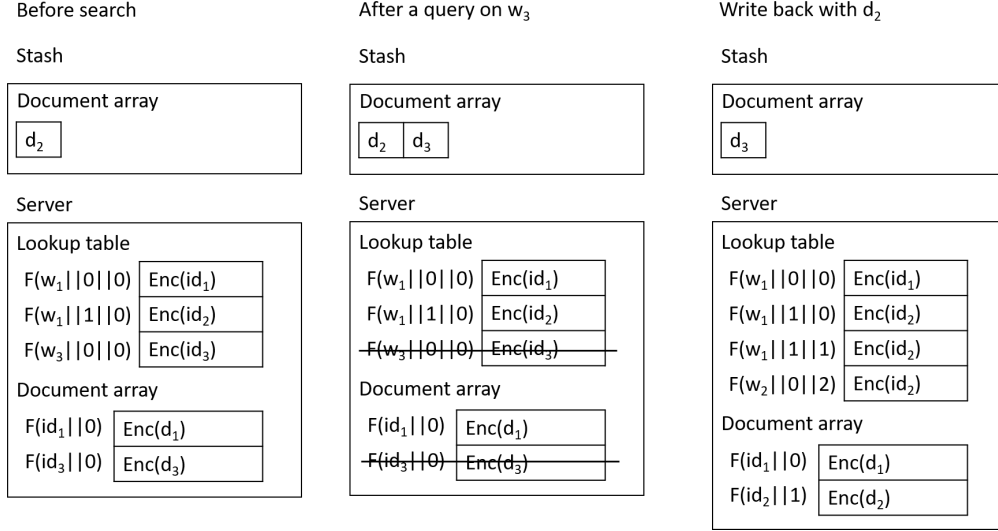 Before search
Stash
Document array
d₂
Server
Lookup table
F(w₁||0||0) Enc(id₁)
F(w₁||1||0) Enc(id₂)
F(w₃||0||0) Enc(id₃)
Document array
F(id₁||0) Enc(d₁)
F(id₃||0) Enc(d₃)
After a query on w₃
Stash
Document array
d₂ d₃
Server
Lookup table
F(w₁||0||0) Enc(id₁)
F(w₁||1||0) Enc(id₂)
F(w₃||0||0) Enc(id₃)
Document array
F(id₁||0) Enc(d₁)
F(id₃||0) Enc(d₃)
Write back with d₂
Stash
Document array
d₃
Server
Lookup table
F(w₁||0||0) Enc(id₁)
F(w₁||1||0) Enc(id₂)
F(w₁||1||1) Enc(id₂)
F(w₂||0||2) Enc(id₂)
Document array
F(id₁||0) Enc(d₁)
F(id₂||1) Enc(d₂)